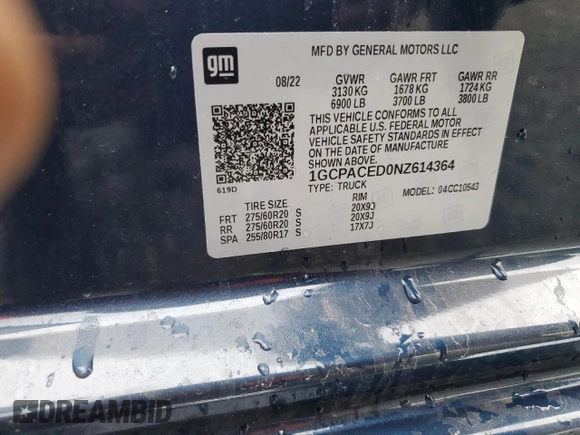 gm
MFD BY GENERAL MOTORS LLC
08/22 GVWR GAWR FRT GAWR RR
3130 KG 1678 KG 1724 KG
6900 LB 3700 LB 3800 LB
THIS VEHICLE CONFORMS TO ALL
APPLICABLE U.S. FEDERAL MOTOR
VEHICLE SAFETY STANDARDS IN EFFECT
ON THE DATE OF MANUFACTURE
SHOWN ABOVE.
1GCPACED0NZ614364
619D
TYPE: TRUCK MODEL: 04CC10543
TIRE SIZE RIM
FRT 275/60R20 S 20X9J
RR 275/60R20 S 20X9J
SPA 255/80R17 S 17X7J
DREAMBID